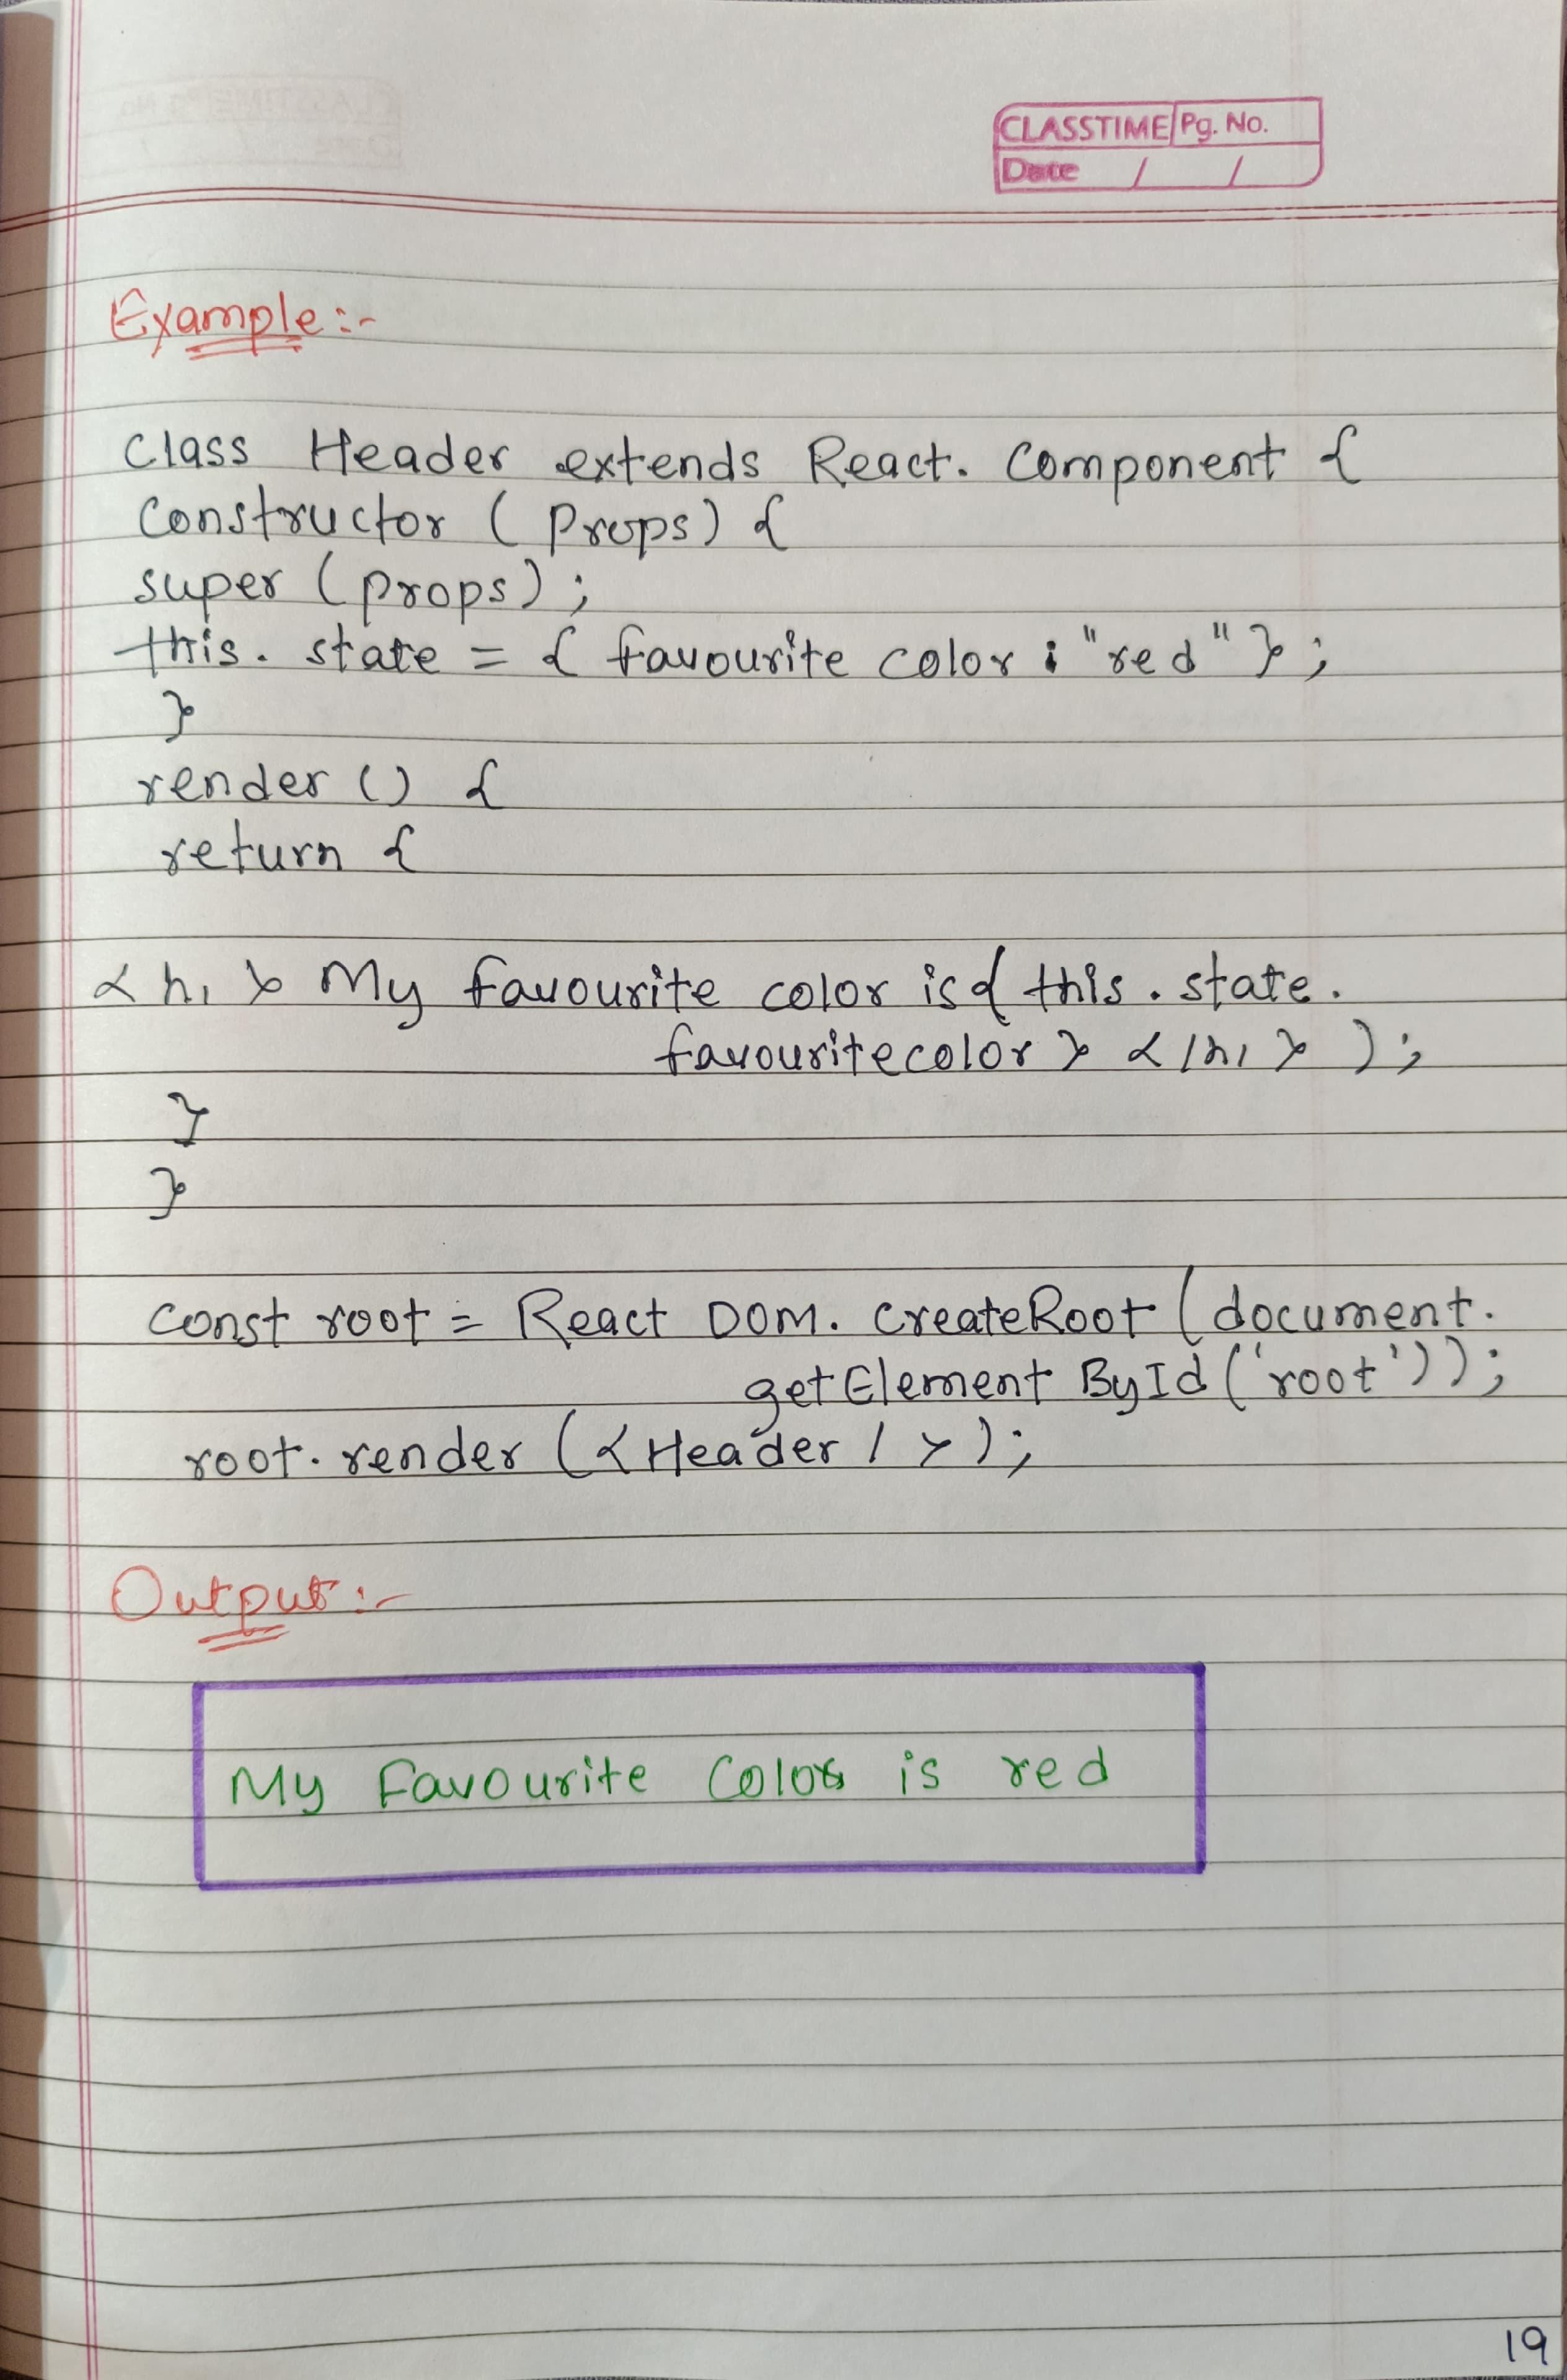 CLASSTIME Pg. No.
Date / /
Example:-
Class Header extends React. Component {
Constructor ( Props) {
super (props) ;
this. state = { favourite color : "red" } ;
}
render () {
return {
< h1 > My favourite color is { this . state .
favouritecolor } < /h1 > ) ;
}
}
const root = React DOM. createRoot (document.
getElement ById ('root')) ;
root. render (< Header / >) ;
Output :-
My Favourite Color is red
19